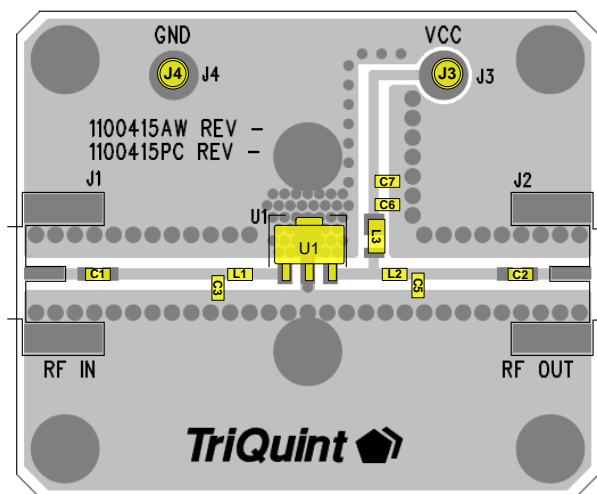 GND
VCC
J4
J4
J3
J3
1100415AW REV -
1100415PC REV -
J1
J2
C7
C6
U1
U1
L3
C1
L1
L2
C2
C3
C5
RF IN
RF OUT
TriQuint